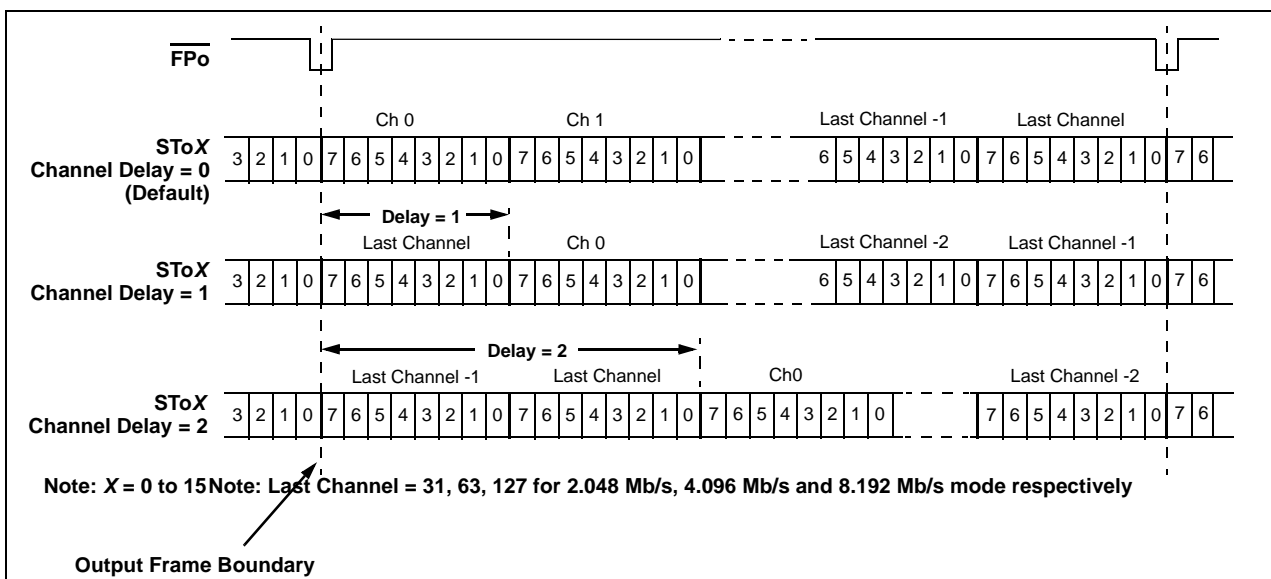 FPo
Ch 0 Ch 1 Last Channel -1 Last Channel
SToX
Channel Delay = 0
(Default)
3 2 1 0 7 6 5 4 3 2 1 0 7 6 5 4 3 2 1 0 6 5 4 3 2 1 0 7 6 5 4 3 2 1 0 7 6
Delay = 1
Last Channel Ch 0 Last Channel -2 Last Channel -1
SToX
Channel Delay = 1
3 2 1 0 7 6 5 4 3 2 1 0 7 6 5 4 3 2 1 0 6 5 4 3 2 1 0 7 6 5 4 3 2 1 0 7 6
Delay = 2
Last Channel -1 Last Channel Ch0 Last Channel -2
SToX
Channel Delay = 2
3 2 1 0 7 6 5 4 3 2 1 0 7 6 5 4 3 2 1 0 7 6 5 4 3 2 1 0 7 6 5 4 3 2 1 0 7 6
Note: X = 0 to 15Note: Last Channel = 31, 63, 127 for 2.048 Mb/s, 4.096 Mb/s and 8.192 Mb/s mode respectively
Output Frame Boundary